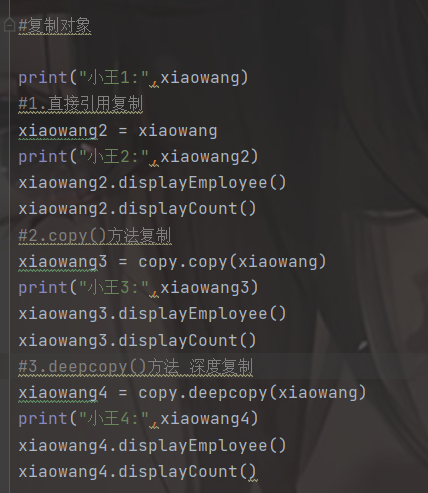 #复制对象
print("小王1:",xiaowang)
#1.直接引用复制
xiaowang2 = xiaowang
print("小王2:",xiaowang2)
xiaowang2.displayEmployee()
xiaowang2.displayCount()
#2.copy()方法复制
xiaowang3 = copy.copy(xiaowang)
print("小王3:",xiaowang3)
xiaowang3.displayEmployee()
xiaowang3.displayCount()
#3.deepcopy()方法 深度复制
xiaowang4 = copy.deepcopy(xiaowang)
print("小王4:",xiaowang4)
xiaowang4.displayEmployee()
xiaowang4.displayCount()